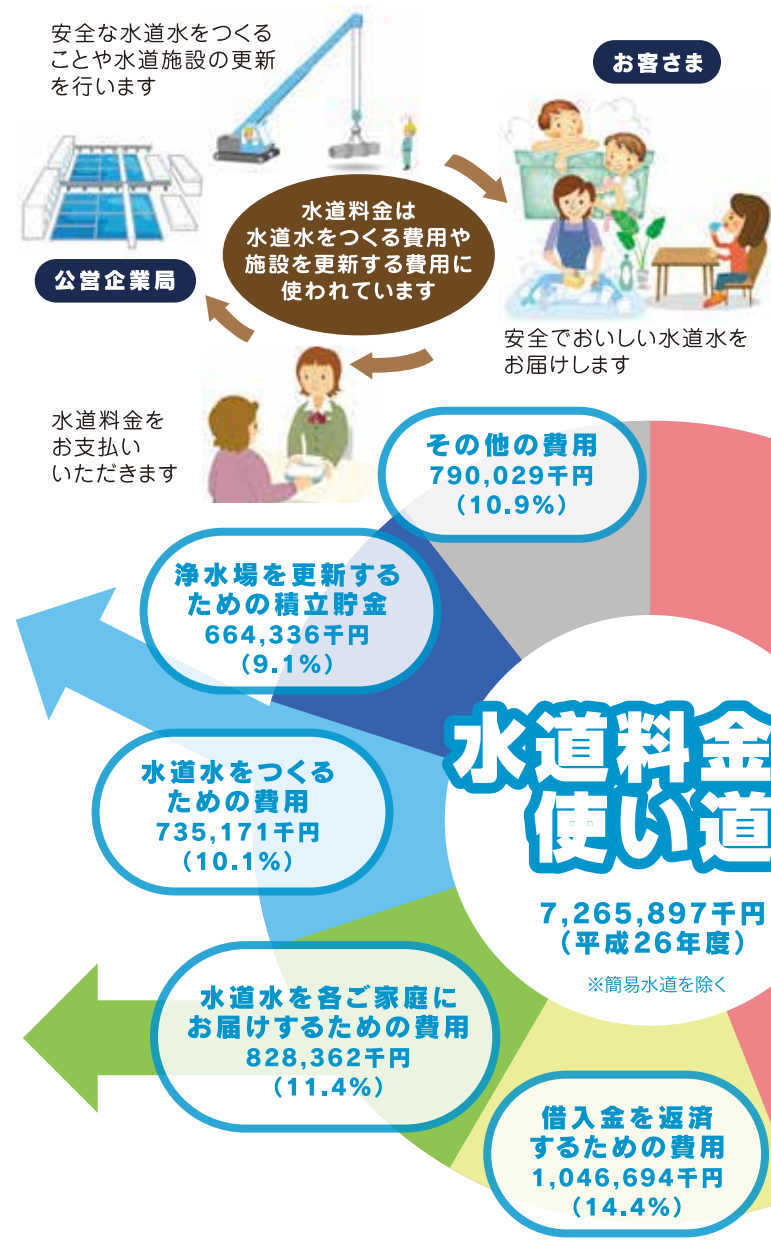 安全な水道水をつくる
ことや水道施設の更新
を行います
お客さま
水道料金は
水道水をつくる費用や
施設を更新する費用に
使われています
公営企業局
安全でおいしい水道水を
お届けします
水道料金を
お支払い
いただきます
その他の費用
790,029千円
(10.9%)
浄水場を更新する
ための積立貯金
664,336千円
(9.1%)
水道水をつくる
ための費用
735,171千円
(10.1%)
水道料金
使い道
7,265,897千円
(平成26年度)
※簡易水道を除く
水道水を各ご家庭に
お届けするための費用
828,362千円
(11.4%)
借入金を返済
するための費用
1,046,694千円
(14.4%)